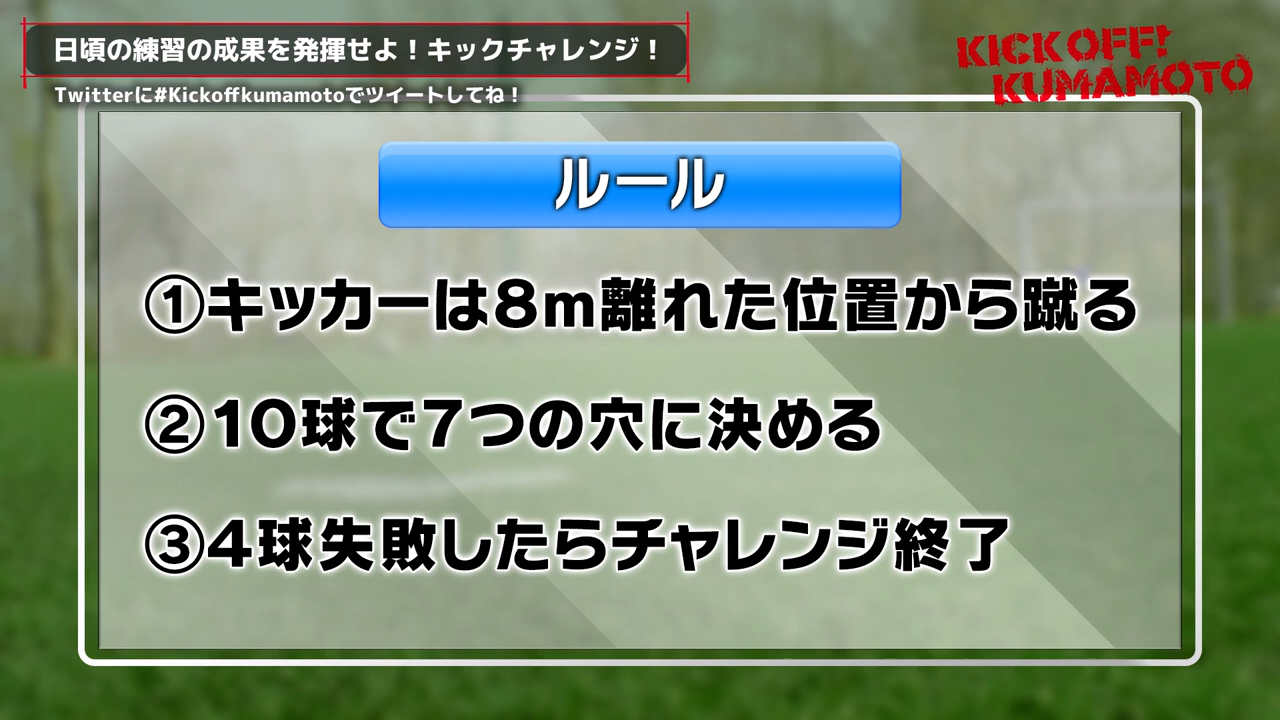 日頃の練習の成果を発揮せよ！キックチャレンジ！
Twitterに#Kickoffkumamotoでツイートしてね！
KICK OFF!
KUMAMOTO
ルール
①キッカーは8m離れた位置から蹴る
②10球で7つの穴に決める
③4球失敗したらチャレンジ終了